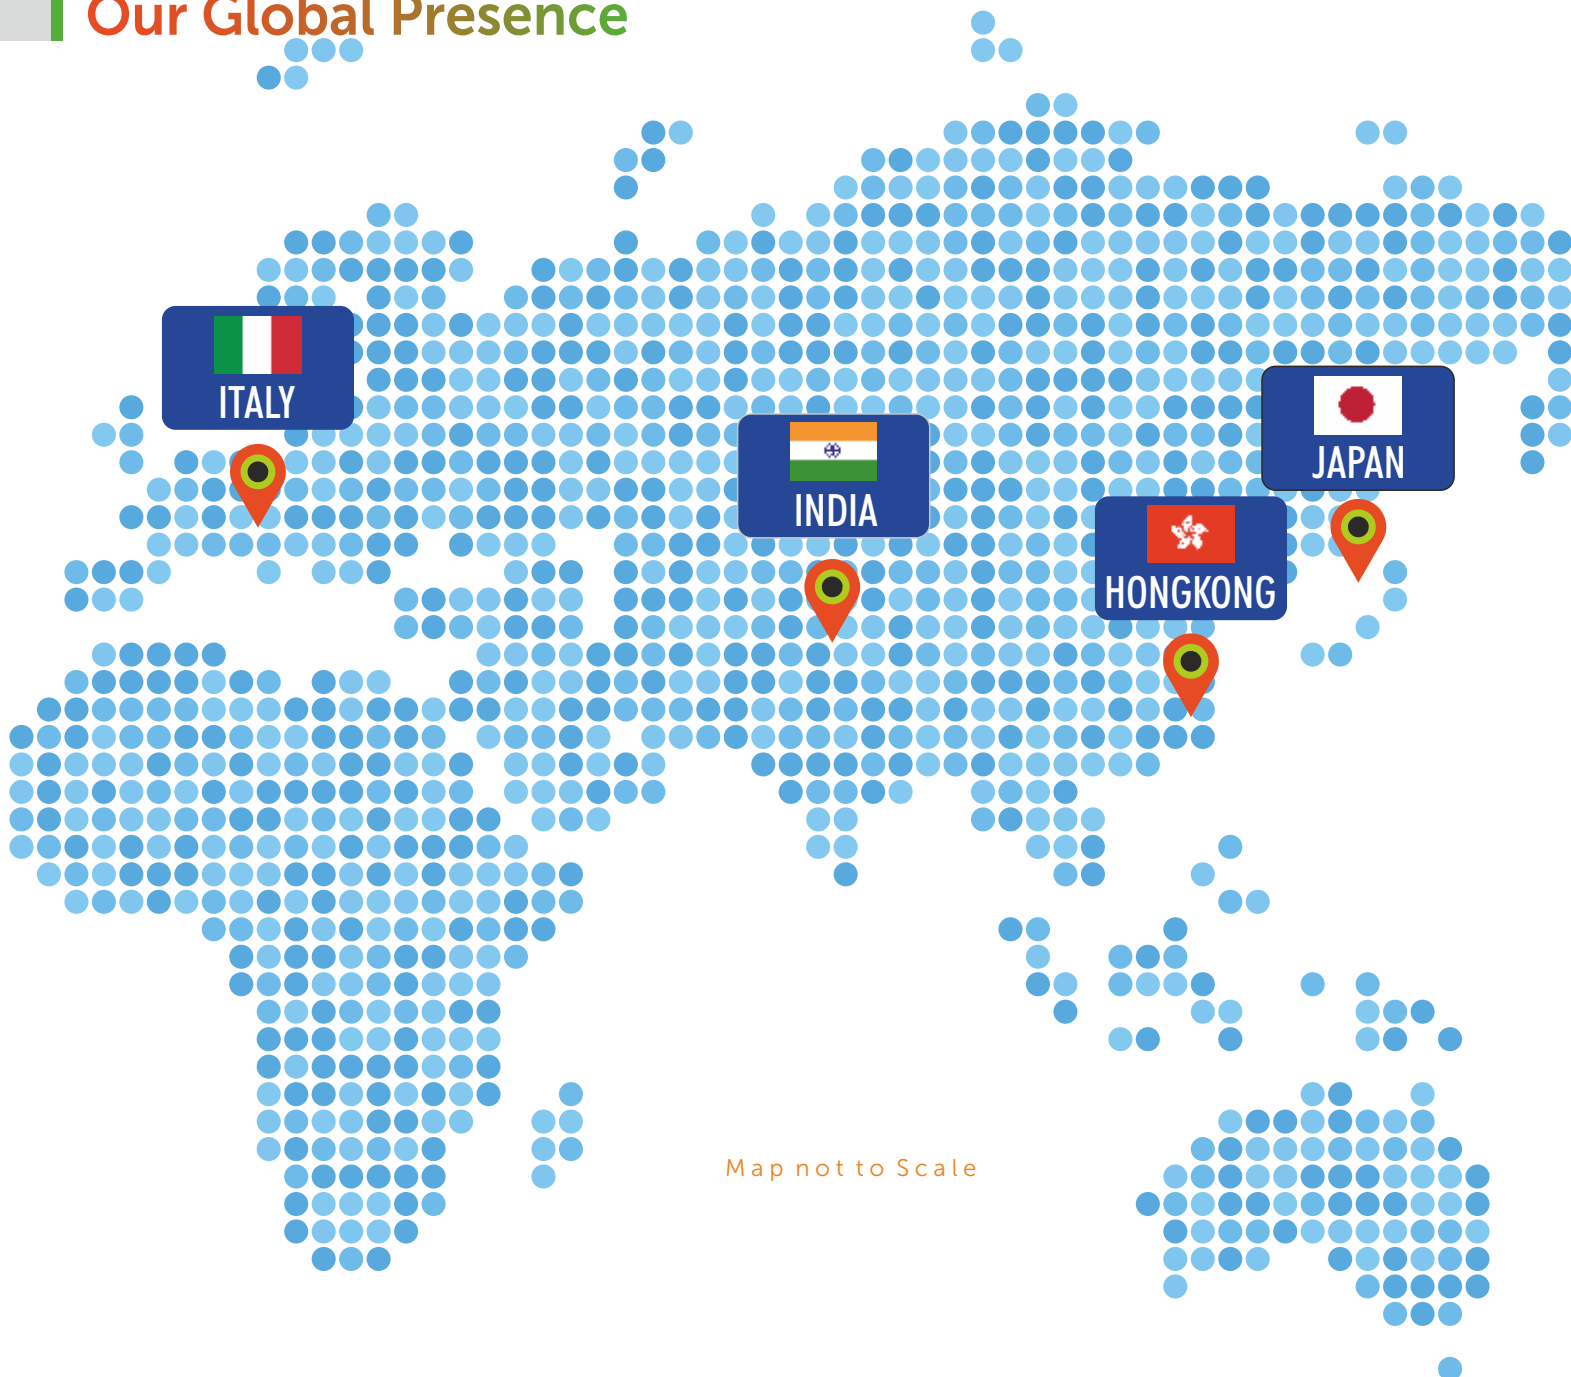 Our Global Presence
ITALY
JAPAN
INDIA
HONGKONG
Map not to Scale